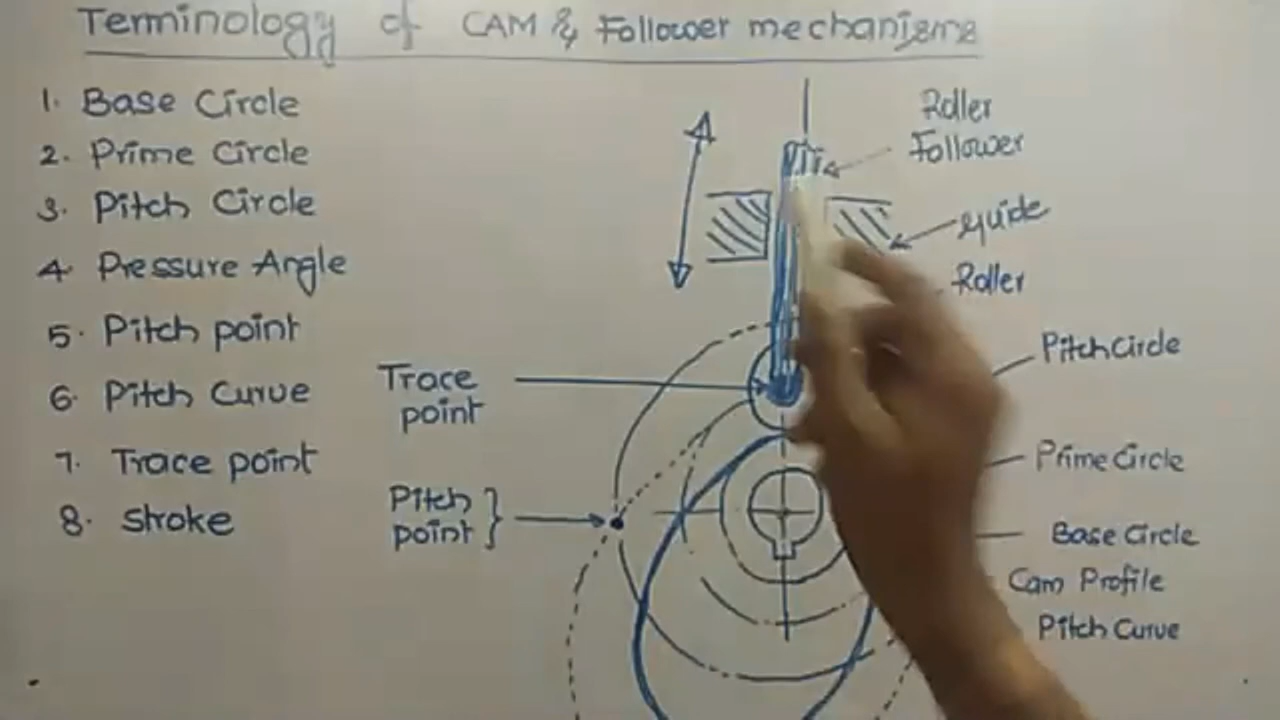 Terminology of CAM & Follower mechanisms
1. Base Circle
2. Prime Circle
3. Pitch Circle
4. Pressure Angle
5. Pitch point
6. Pitch Curve
7. Trace point
8. Stroke
Roller
Follower
Guide
Roller
Pitch Circle
Trace
point
Prime Circle
Pitch
point
Base Circle
Cam Profile
Pitch Curve